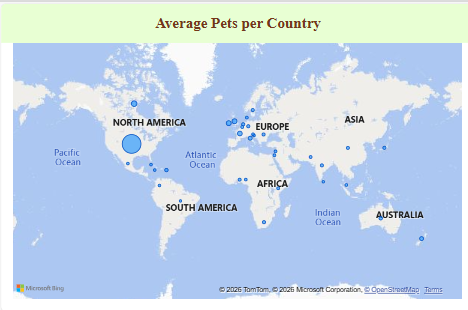 Average Pets per Country
NORTH AMERICA
EUROPE
ASIA
Pacific
Ocean
Atlantic
Ocean
AFRICA
SOUTH AMERICA
Indian
Ocean
AUSTRALIA
Microsoft Bing
© 2026 TomTom, © 2026 Microsoft Corporation, © OpenStreetMap Terms